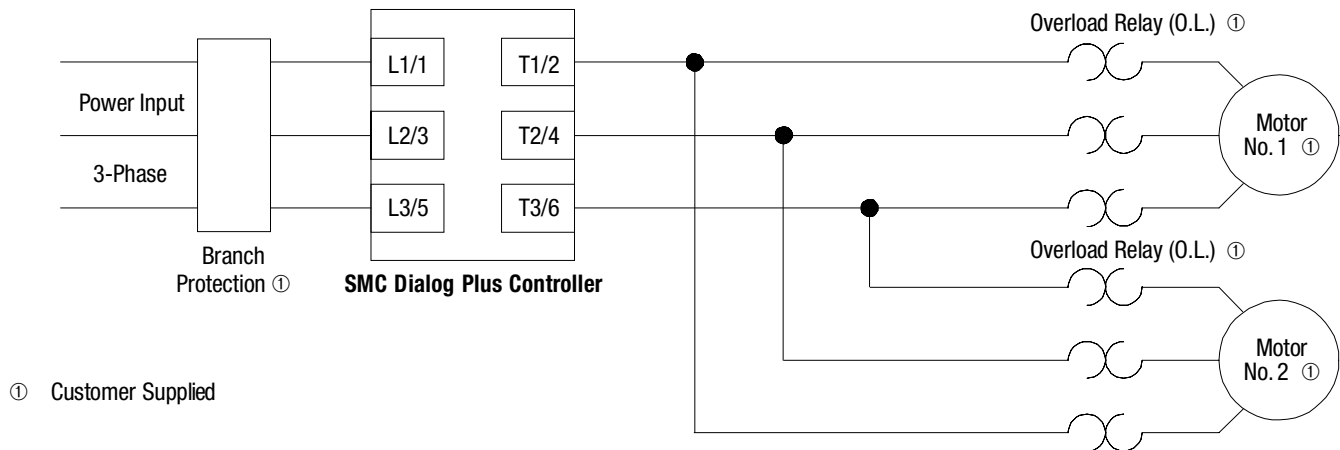 Overload Relay (O.L.) ①
L1/1
T1/2
Power Input
L2/3
T2/4
Motor
No. 1 ①
3-Phase
L3/5
T3/6
Branch
Protection ①
SMC Dialog Plus Controller
Overload Relay (O.L.) ①
Motor
No. 2 ①
① Customer Supplied